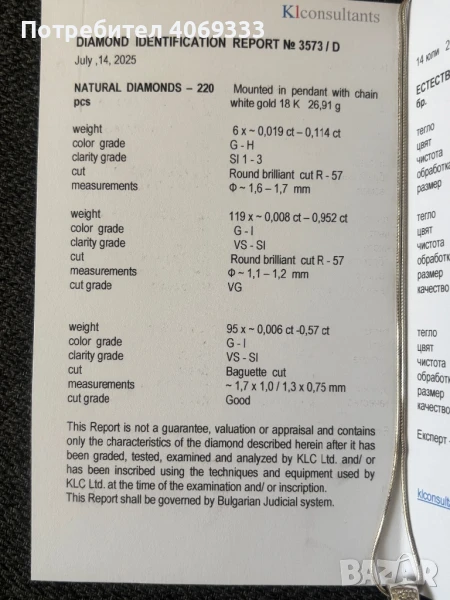 Потребител 4069333
Klconsultants
DIAMOND IDENTIFICATION REPORT № 3573 / D
July ,14, 2025
14 юли 2
NATURAL DIAMONDS – 220 pcs
Mounted in pendant with chain
white gold 18 K 26,91 g
weight 6 x ~ 0,019 ct – 0,114 ct
color grade G - H
clarity grade SI 1 - 3
cut Round brilliant cut R - 57
measurements Ф ~ 1,6 – 1,7 mm
weight 119 x ~ 0,008 ct – 0,952 ct
color grade G - I
clarity grade VS - SI
cut Round brilliant cut R - 57
measurements Ф ~ 1,1 – 1,2 mm
cut grade VG
weight 95 x ~ 0,006 ct -0,57 ct
color grade G - I
clarity grade VS - SI
cut Baguette cut
measurements ~ 1,7 x 1,0 / 1,3 x 0,75 mm
cut grade Good
This Report is not a guarantee, valuation or appraisal and contains
only the characteristics of the diamond described herein after it has
been graded, tested, examined and analyzed by KLC Ltd. and/ or
has been inscribed using the techniques and equipment used by
KLC Ltd. at the time of the examination and/ or inscription.
This Report shall be governed by Bulgarian Judicial system.
ЕСТЕСТВ
бр.
тегло
цвят
чистота
обработка
размер
тегло
цвят
чистота
обработк
размер
качество
тегло
цвят
чистота
обработк
размер
качество
Експерт
klconsulta
BAZAR